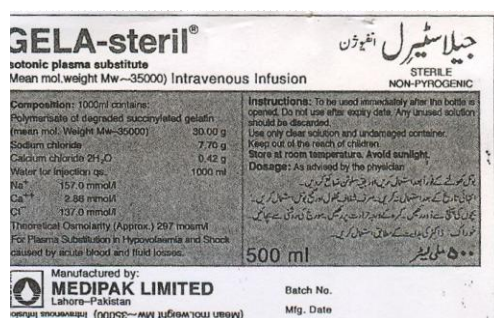 GELA-steril®
جیلاسٹیرل انفیوژن
isotonic plasma substitute
(Mean mol.weight Mw~35000) Intravenous Infusion
STERILE
NON-PYROGENIC
Composition: 1000ml contains:
Polymerisate of degraded succinylated gelatin
(mean mol. Weight Mw~35000) 30.00 g
Sodium chloride 7.70 g
Calcium chloride 2H₂O 0.42 g
Water for Injection qs. 1000 ml
Na⁺ 157.0 mmol/l
Ca⁺⁺ 2.86 mmol/l
Cl⁻ 137.0 mmol/l
Theoretical Osmolarity (Approx.) 297 mosm/l
For Plasma Substitution in Hypovolaemia and Shock
caused by acute blood and fluid losses.
Instructions: To be used immediately after the bottle is
opened. Do not use after expiry date. Any unused solution
should be discarded.
Use only clear solution and undamaged container.
Keep out of the reach of children.
Store at room temperature. Avoid sunlight.
Dosage: As advised by the physician
500 ml
۵۰۰ ملی لیٹر
Manufactured by:
MEDIPAK LIMITED
Lahore-Pakistan
Batch No.
Mfg. Date
(Mean mol.weight Mw~35000) Intravenous Infusion